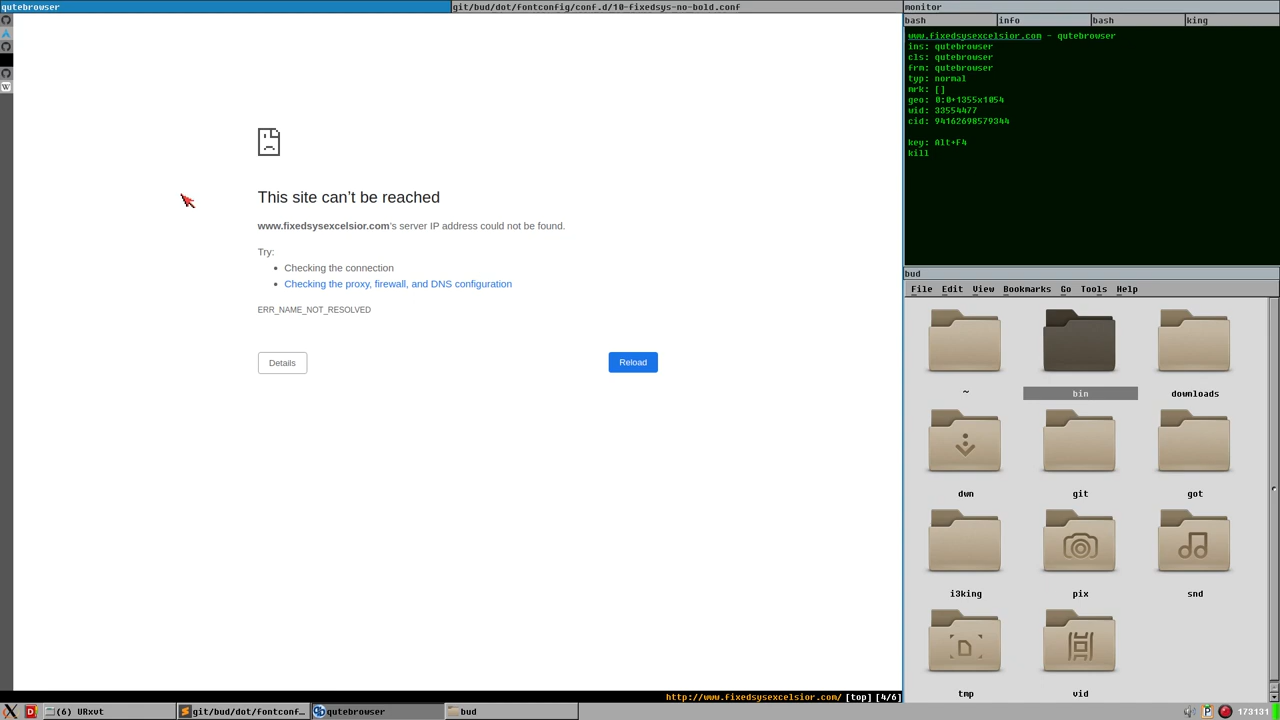 qutebrowser
git/bud/dot/fontconfig/conf.d/10-fixedsys-no-bold.conf
W
This site can’t be reached
www.fixedsysexcelsior.com’s server IP address could not be found.
Try:
• Checking the connection
• Checking the proxy, firewall, and DNS configuration
ERR_NAME_NOT_RESOLVED
Details
Reload
http://www.fixedsysexcelsior.com/ [top] [4/6]
monitor
bash info bash king
www.fixedsysexcelsior.com - qutebrowser
ins: qutebrowser
cls: qutebrowser
frm: qutebrowser
typ: normal
mrk: []
geo: 0:0+1355x1054
wid: 33554477
cid: 94162698579344
key: Alt+F4
kill
bud
File Edit View Bookmarks Go Tools Help
~ bin downloads
dwn git got
i3king pix snd
tmp vid
D (6) URxvt git/bud/dot/fontconf… qutebrowser bud P 173131